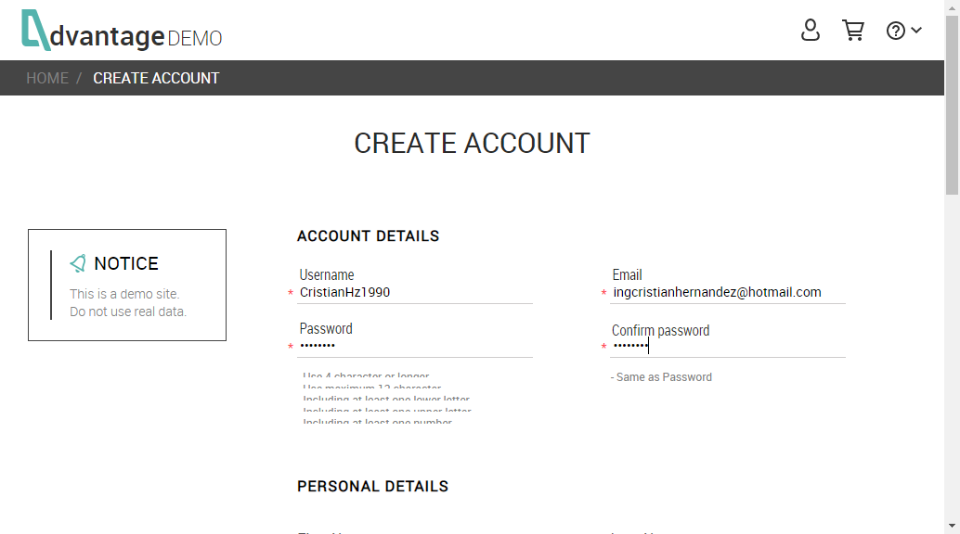 dvantage DEMO
HOME / CREATE ACCOUNT
CREATE ACCOUNT
NOTICE
This is a demo site.
Do not use real data.
ACCOUNT DETAILS
Username
* CristianHz1990
Email
* ingcristianhernandez@hotmail.com
Password
* ••••••••
Confirm password
* ••••••••
Use 4 character or longer
Use maximum 12 character
Including at least one lower letter
Including at least one upper letter
Including at least one number
- Same as Password
PERSONAL DETAILS